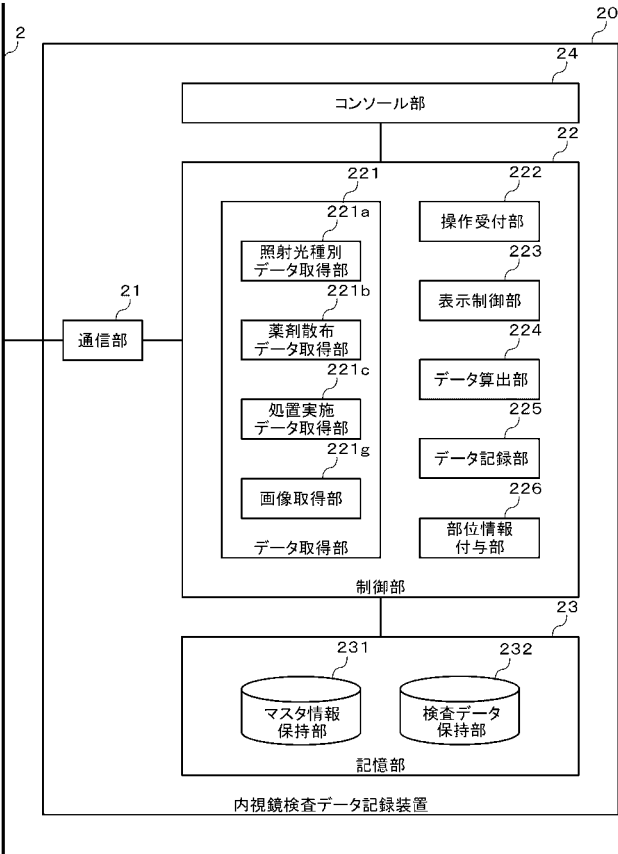 2
20
24
コンソール部
22
221
221a
照射光種別
データ取得部
221b
薬剤散布
データ取得部
221c
処置実施
データ取得部
221g
画像取得部
データ取得部
222
操作受付部
223
表示制御部
224
データ算出部
225
データ記録部
226
部位情報
付与部
制御部
21
通信部
23
231
マスタ情報
保持部
232
検査データ
保持部
記憶部
内視鏡検査データ記録装置